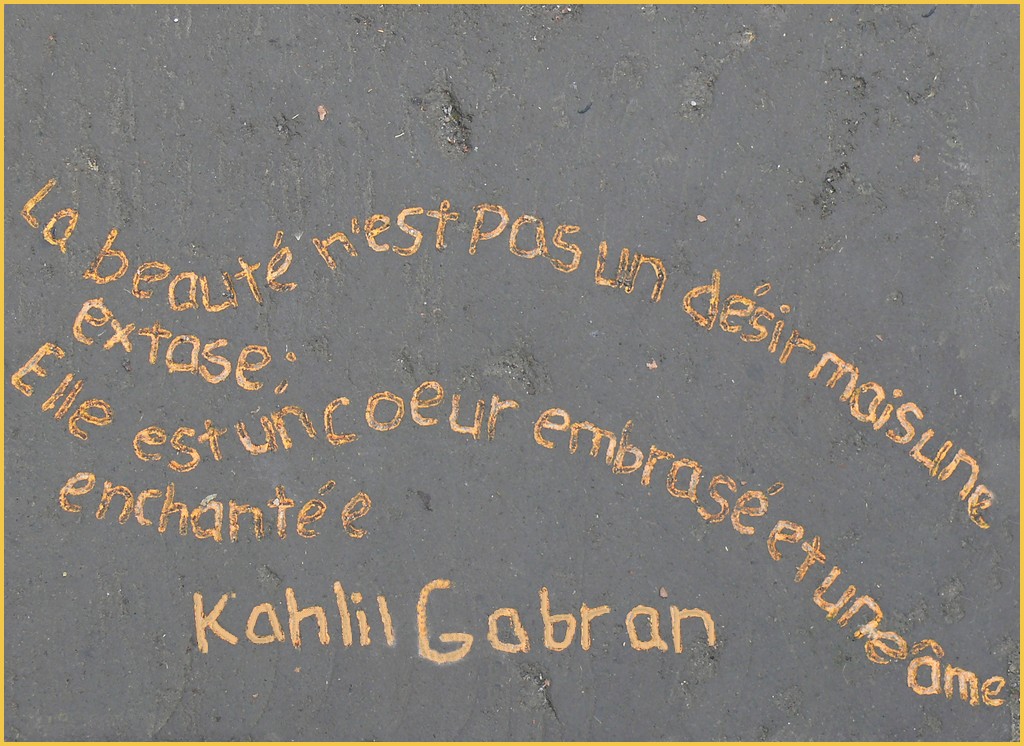 La beauté n'est pas un désir mais une
extase:
Elle est un coeur embrasé et une âme
enchantée
Kahlil Gabran